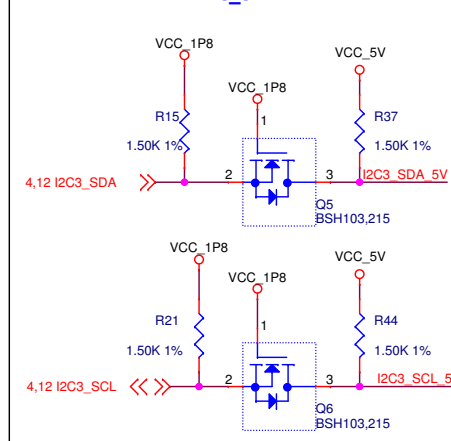 VCC_1P8
VCC_5V
VCC_1P8
R15
1
R37
1.50K 1%
1.50K 1%
4,12 I2C3_SDA
2
3
I2C3_SDA_5V
Q5
BSH103,215
VCC_1P8
VCC_5V
VCC_1P8
R21
1
R44
1.50K 1%
1.50K 1%
4,12 I2C3_SCL
2
3
I2C3_SCL_5
Q6
BSH103,215